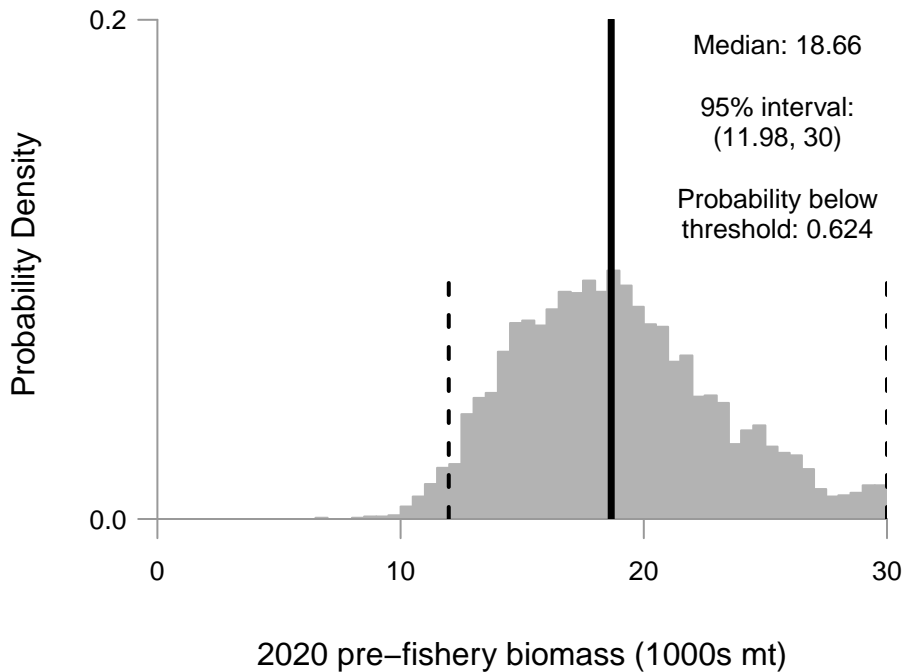 0.2
Median: 18.66
95% interval:
(11.98, 30)
Probability below
threshold: 0.624
Probability Density
0.0
0 10 20 30
2020 pre−fishery biomass (1000s mt)